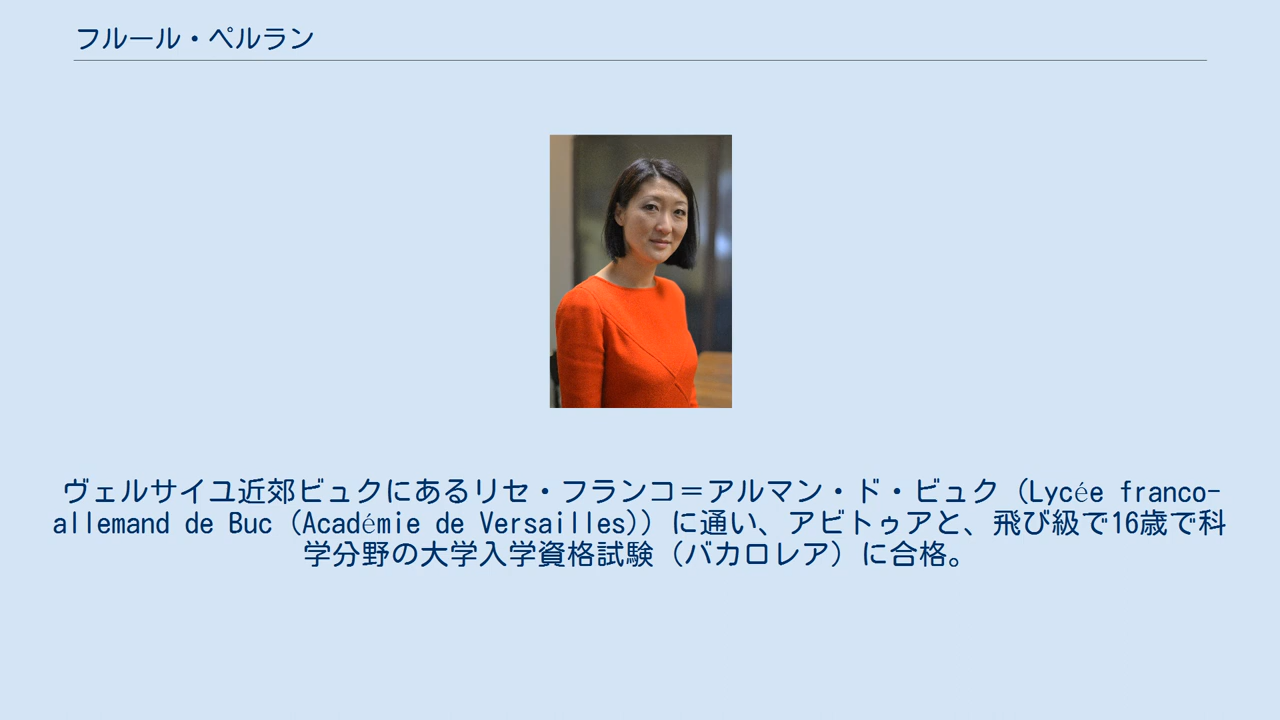 フルール・ペルラン
ヴェルサイユ近郊ビュクにあるリセ・フランコ＝アルマン・ド・ビュク（Lycée franco-
allemand de Buc（Académie de Versailles)）に通い、アビトゥアと、飛び級で16歳で科
学分野の大学入学資格試験（バカロレア）に合格。